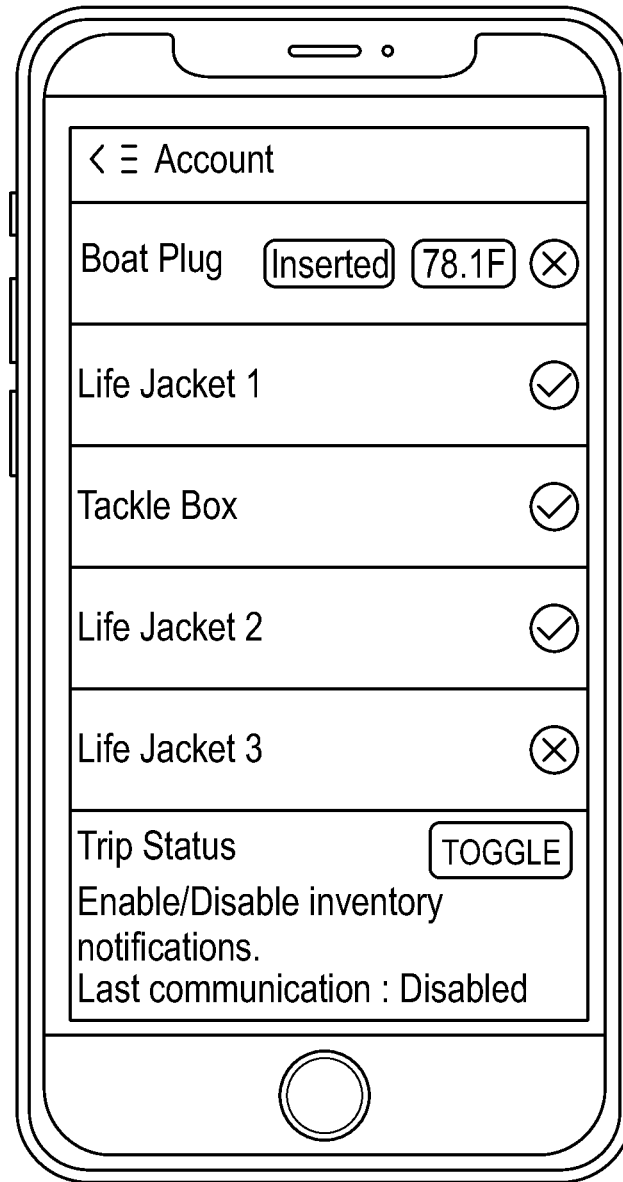 Account
Boat Plug Inserted 78.1F
Life Jacket 1
Tackle Box
Life Jacket 2
Life Jacket 3
Trip Status TOGGLE
Enable/Disable inventory
notifications.
Last communication : Disabled